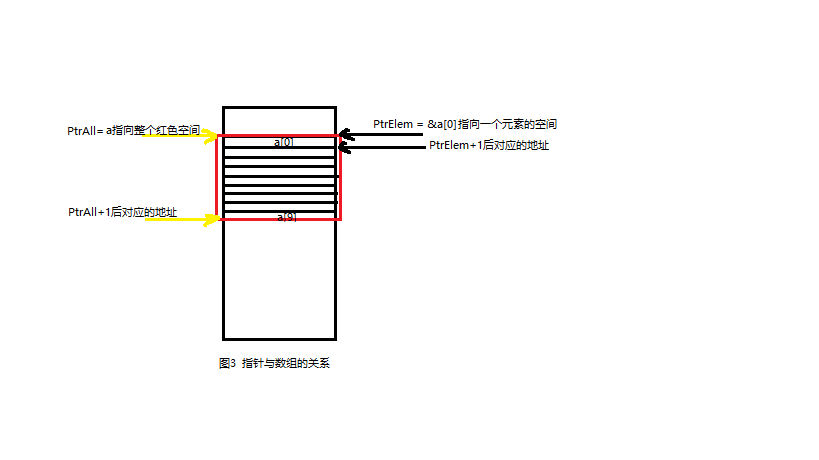 PtrElem = &a[0]指向一个元素的空间
PtrAll= a指向整个红色空间
a[0]
PtrElem+1后对应的地址
PtrAll+1后对应的地址
a[9]
图3 指针与数组的关系